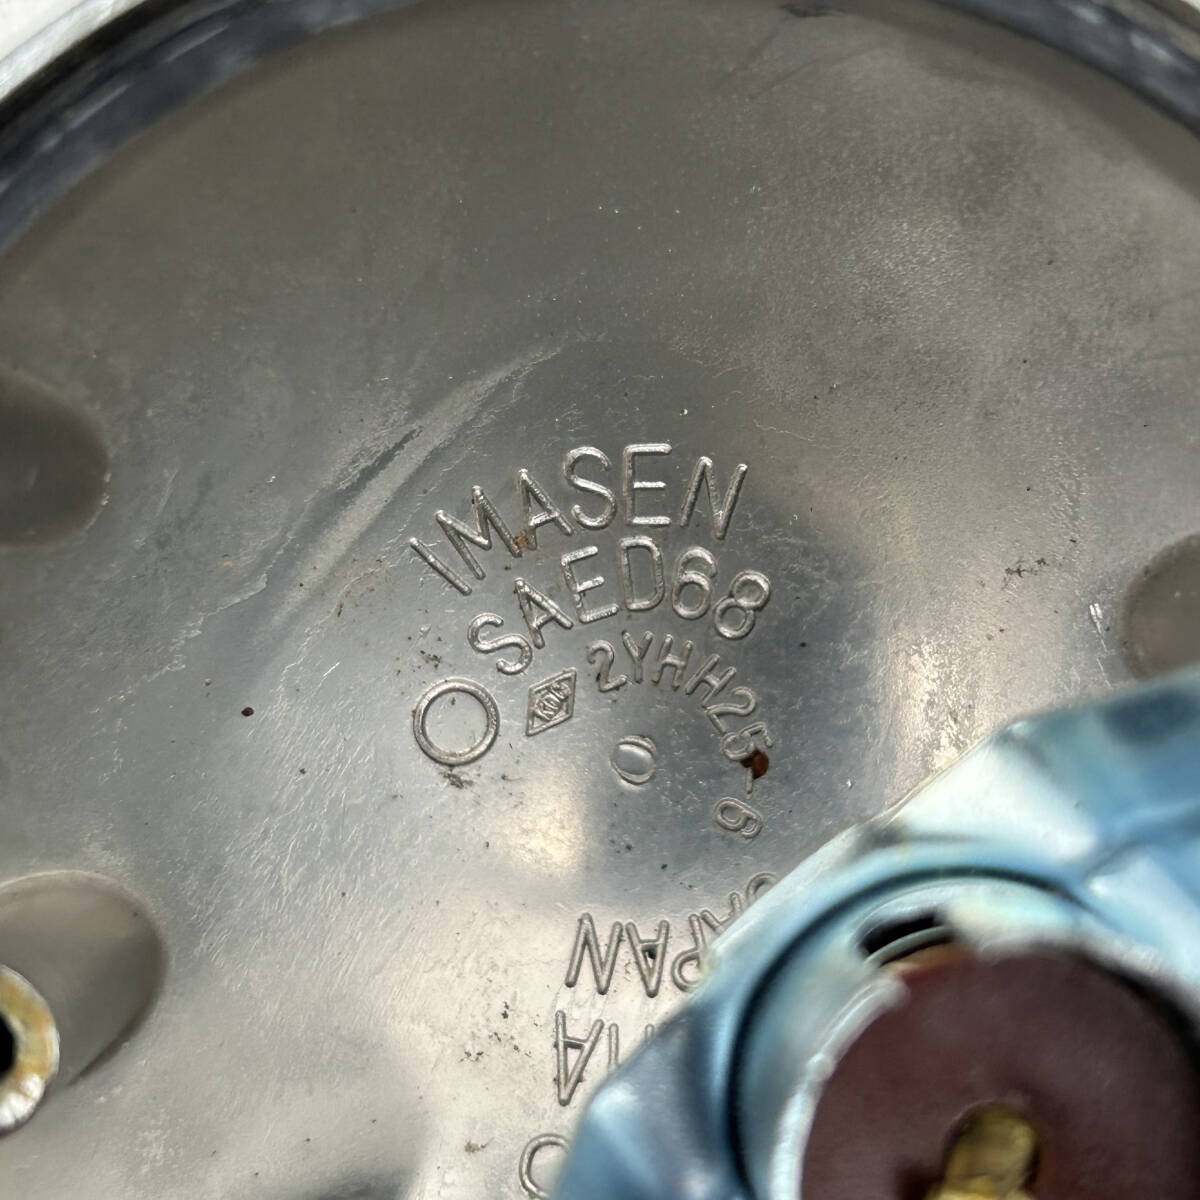 IMASEN
SAED68
2YHH25-6
JAPAN